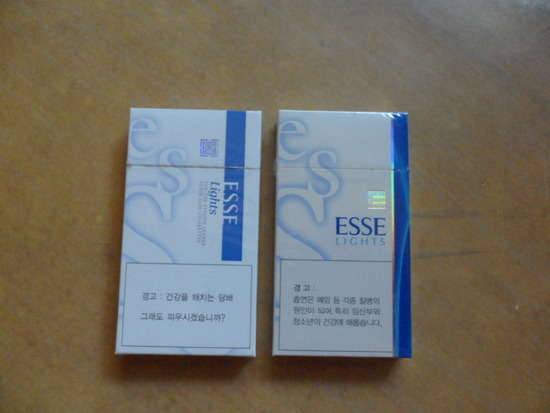 ESSE
Lights
경고 : 건강을 해치는 담배
그래도 피우시겠습니까?
ESSE
LIGHTS
경고 :
흡연은 폐암 등 각종 질병의
원인이 되며, 특히 임신부와
청소년의 건강에 해롭습니다.